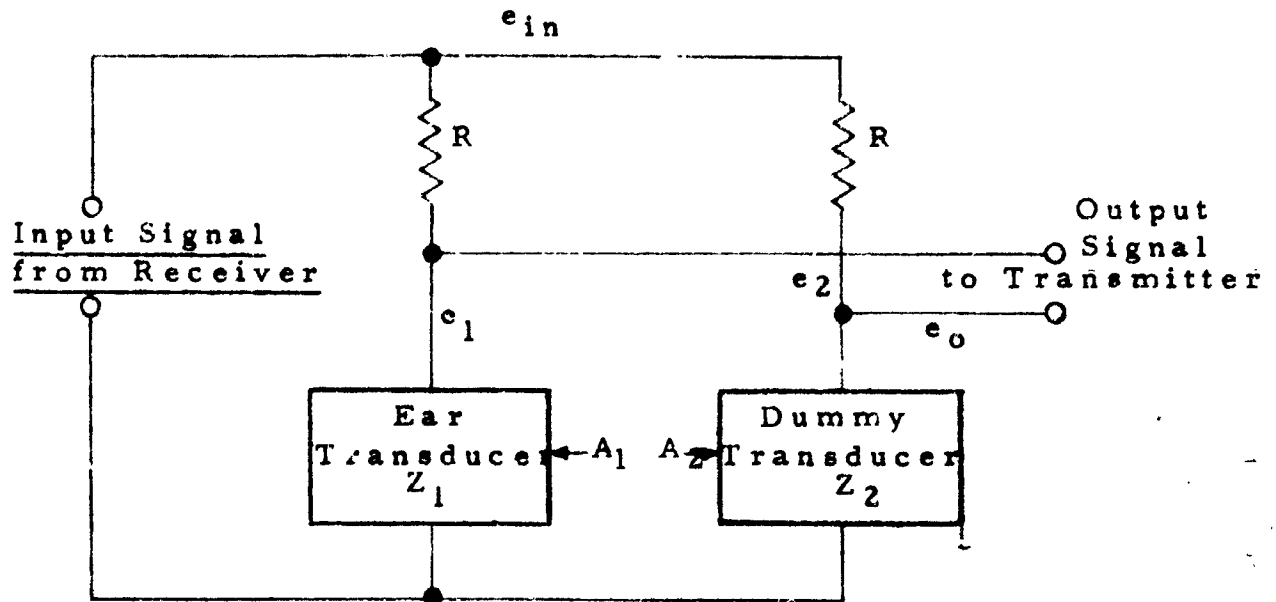 e in
R
R
Input Signal
from Receiver
Output
Signal
to Transmitter
e 2
e 1
e o
Ear
Transducer
Z 1
A 1
A 2
Dummy
Transducer
Z 2